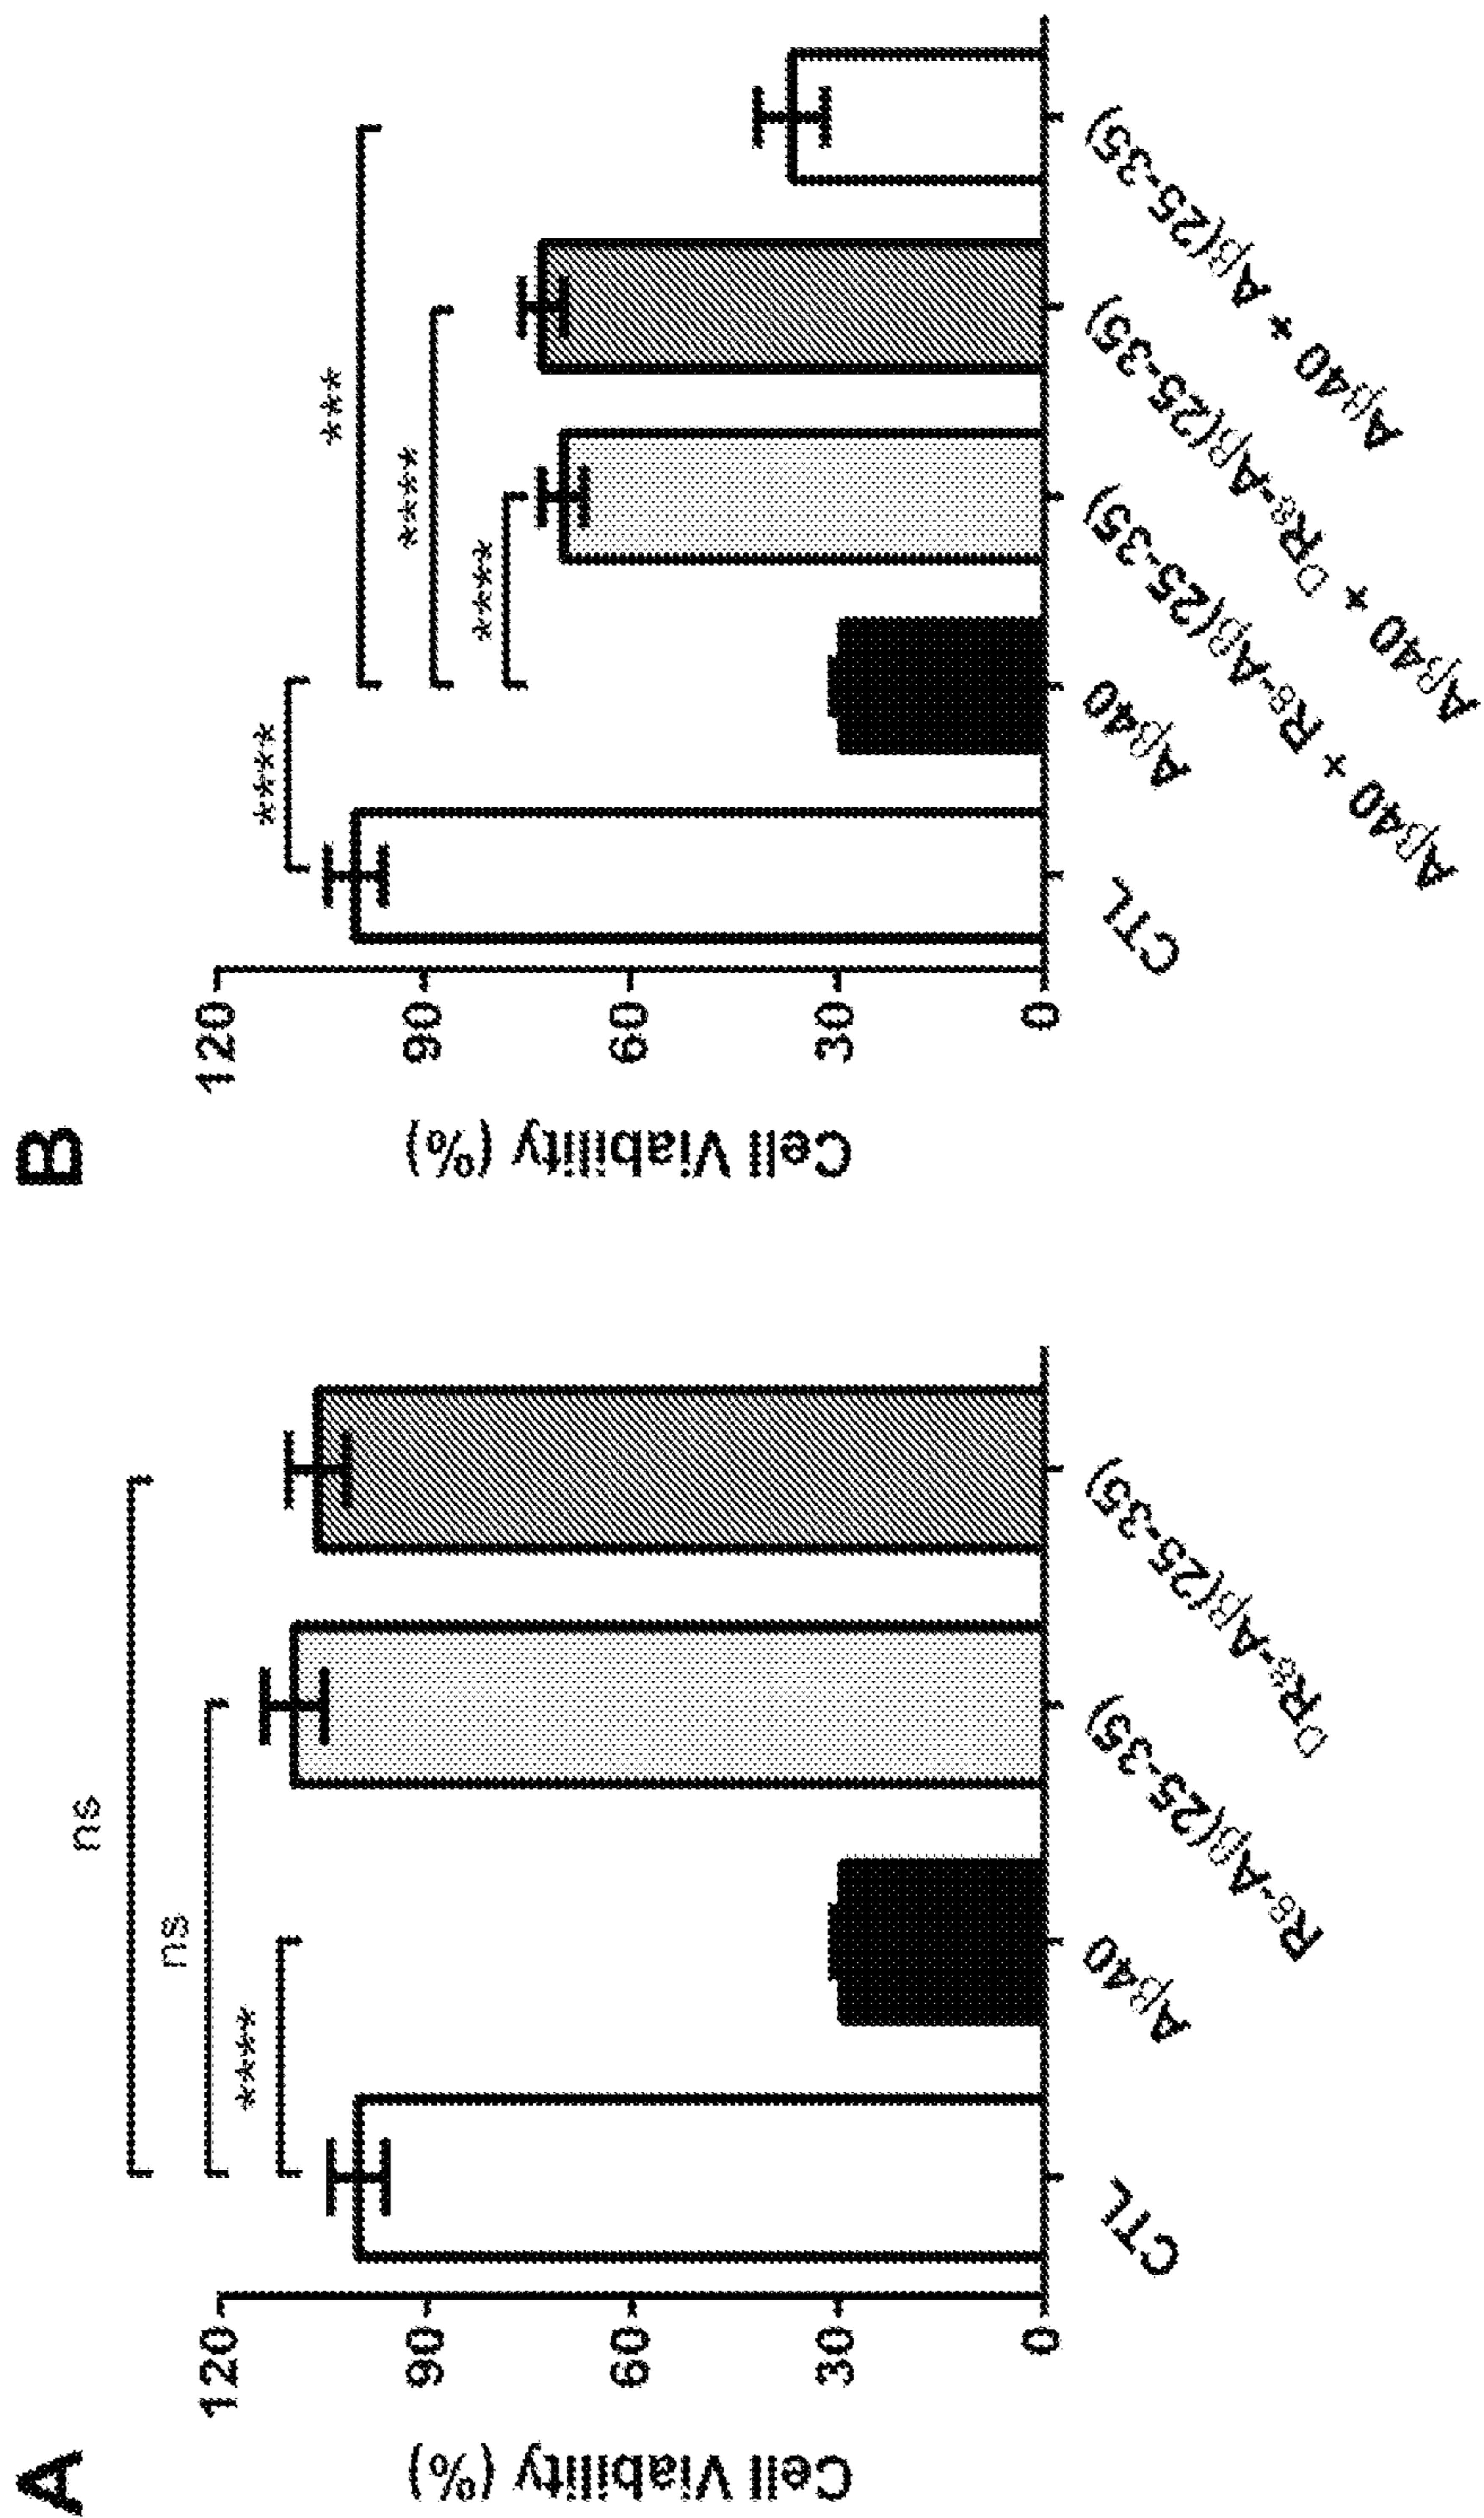 A
Cell Viability (%)
120
90
60
30
0
ns
ns
****
CTL
Aβ40
R8-Aβ(25-35)
DR8-Aβ(25-35)
B
Cell Viability (%)
120
90
60
30
0
****
***
****
****
CTL
Aβ40
Aβ40 + R8-Aβ(25-35)
Aβ40 + DR8-Aβ(25-35)
Aβ40 + Aβ(25-35)